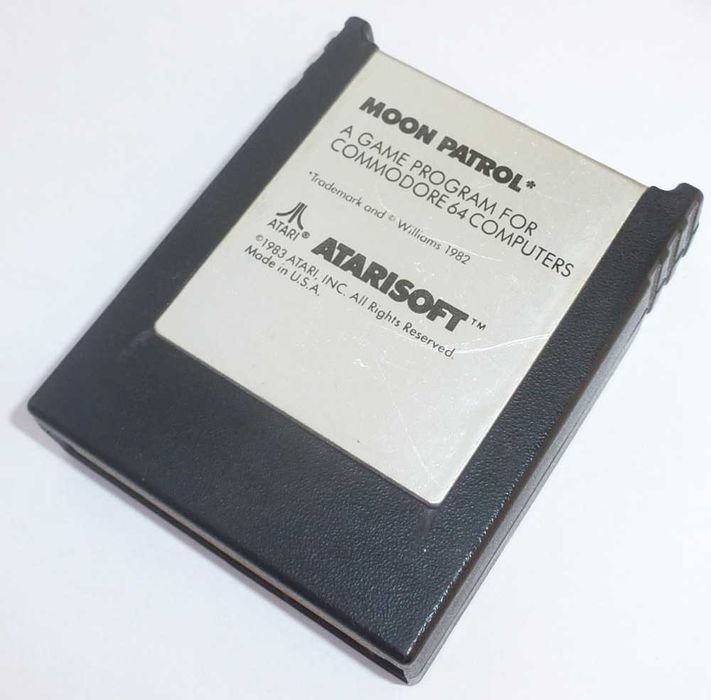 MOON PATROL*
A GAME PROGRAM FOR
COMMODORE 64 COMPUTERS
*Trademark and © Williams 1982
ATARI® ATARISOFT™
©1983 ATARI, INC. All Rights Reserved.
Made in U.S.A.